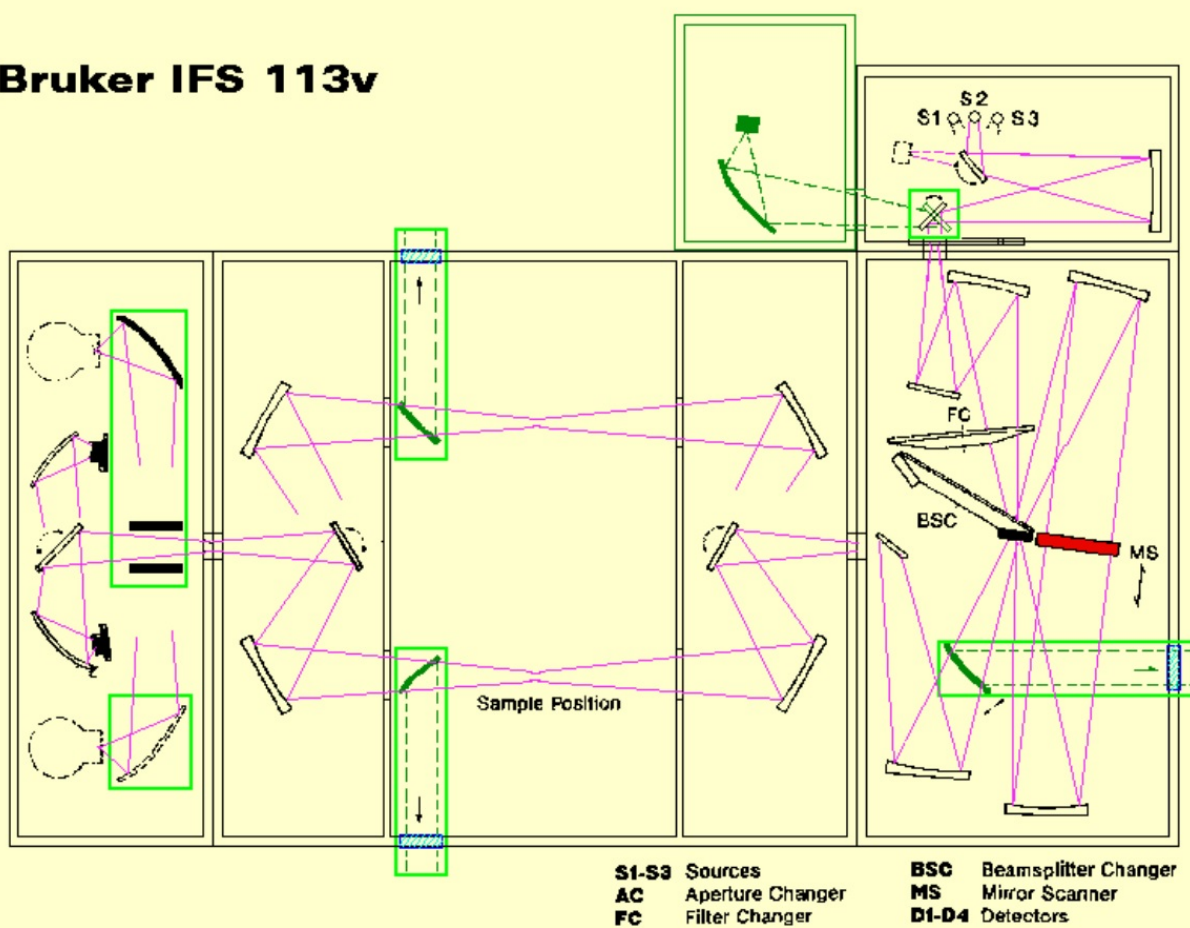 Bruker IFS 113v
S2
S1 S3
FC
BSC
MS
Sample Position
S1-S3 Sources
AC Aperture Changer
FC Filter Changer
BSC Beamsplitter Changer
MS Mirror Scanner
D1-D4 Detectors